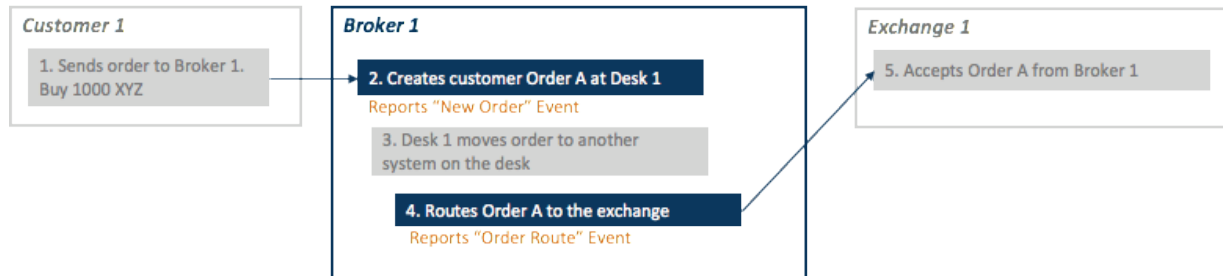 Customer 1
1. Sends order to Broker 1.
Buy 1000 XYZ
Broker 1
2. Creates customer Order A at Desk 1
Reports "New Order" Event
3. Desk 1 moves order to another
system on the desk
4. Routes Order A to the exchange
Reports "Order Route" Event
Exchange 1
5. Accepts Order A from Broker 1